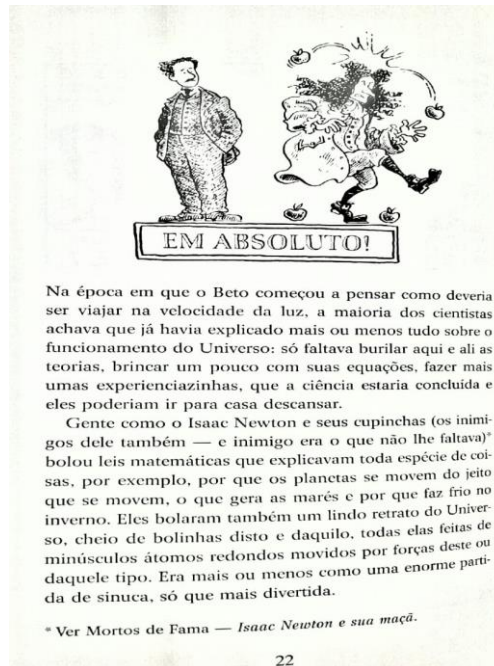 EM ABSOLUTO!
Na época em que o Beto começou a pensar como deveria
ser viajar na velocidade da luz, a maioria dos cientistas
achava que já havia explicado mais ou menos tudo sobre o
funcionamento do Universo: só faltava burilar aqui e ali as
teorias, brincar um pouco com suas equações, fazer mais
umas experienciazinhas, que a ciência estaria concluída e
eles poderiam ir para casa descansar.
Gente como o Isaac Newton e seus cupinchas (os inimi-
gos dele também — e inimigo era o que não lhe faltava)*
bolou leis matemáticas que explicavam toda espécie de coi-
sas, por exemplo, por que os planetas se movem do jeito
que se movem, o que gera as marés e por que faz frio no
inverno. Eles bolaram também um lindo retrato do Univer-
so, cheio de bolinhas disto e daquilo, todas elas feitas de
minúsculos átomos redondos movidos por forças deste ou
daquele tipo. Era mais ou menos como uma enorme parti-
da de sinuca, só que mais divertida.
* Ver Mortos de Fama — Isaac Newton e sua maçã.
22